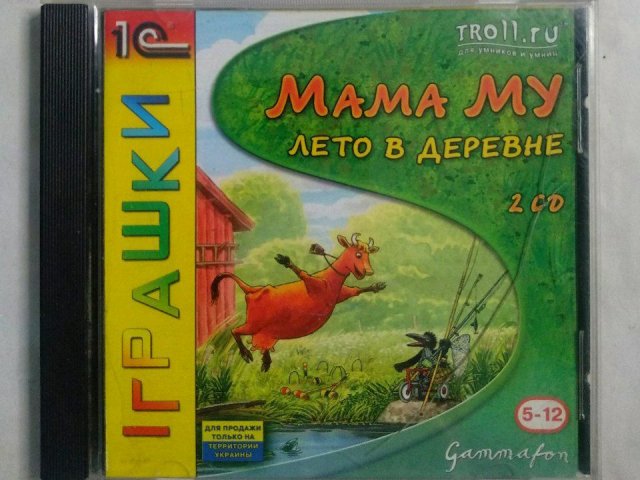 1С
TROLL.RU
для умников и умниц
МАМА МУ
ЛЕТО В ДЕРЕВНЕ
2 CD
ІГРАШКИ
ДЛЯ ПРОДАЖИ
ТОЛЬКО НА
ТЕРРИТОРИИ
УКРАИНЫ
5-12
Gammafon